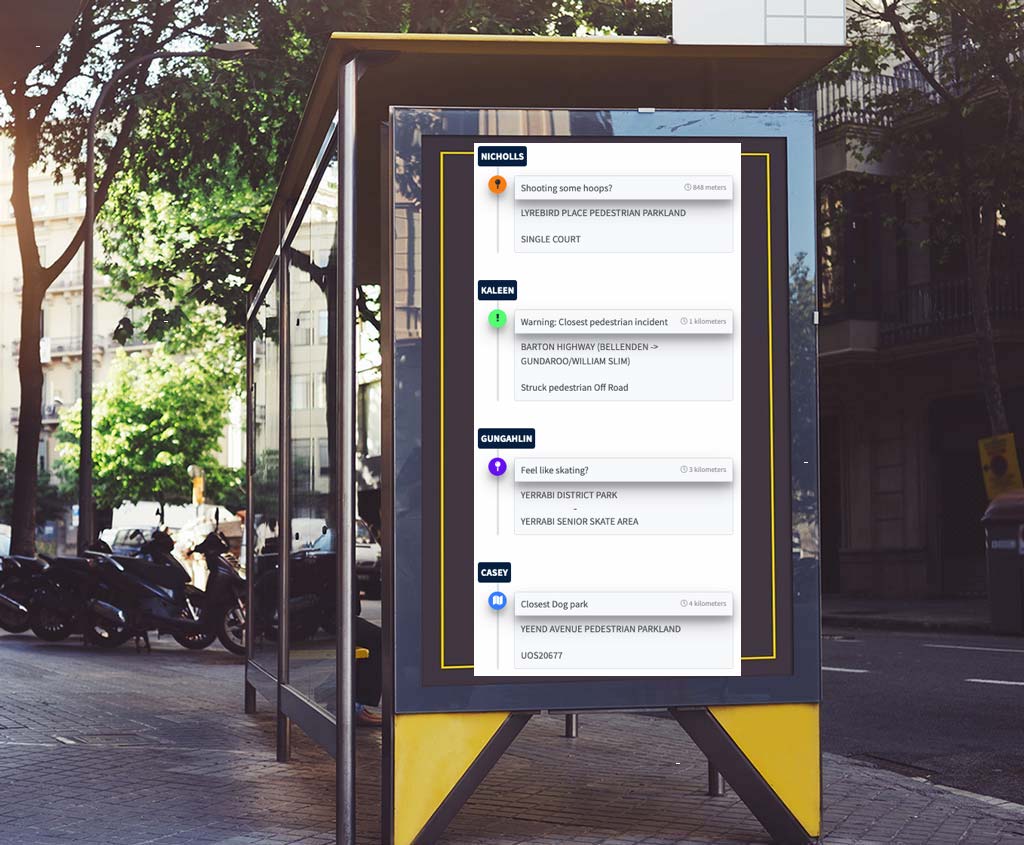 NICHOLLS
Shooting some hoops? 848 meters
LYREBIRD PLACE PEDESTRIAN PARKLAND
SINGLE COURT
KALEEN
Warning: Closest pedestrian incident 1 kilometers
BARTON HIGHWAY (BELLENDEN ->
GUNDAROO/WILLIAM SLIM)
Struck pedestrian Off Road
GUNGAHLIN
Feel like skating? 3 kilometers
YERRABI DISTRICT PARK
-
YERRABI SENIOR SKATE AREA
CASEY
Closest Dog park 4 kilometers
YEEND AVENUE PEDESTRIAN PARKLAND
UOS20677